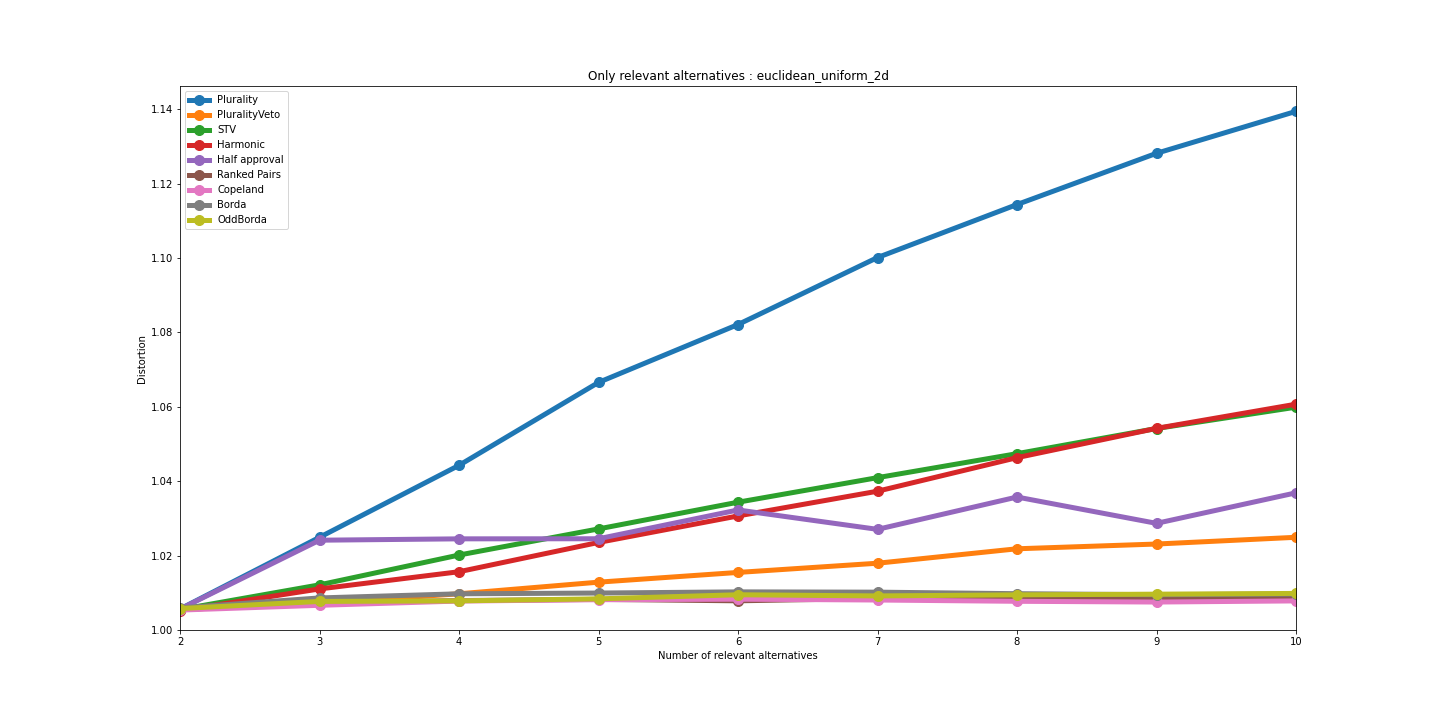 Only relevant alternatives : euclidean_uniform_2d
Plurality
PluralityVeto
STV
Harmonic
Half approval
Ranked Pairs
Copeland
Borda
OddBorda
1.14
1.12
1.10
1.08
1.06
1.04
1.02
1.00
Distortion
2 3 4 5 6 7 8 9 10
Number of relevant alternatives